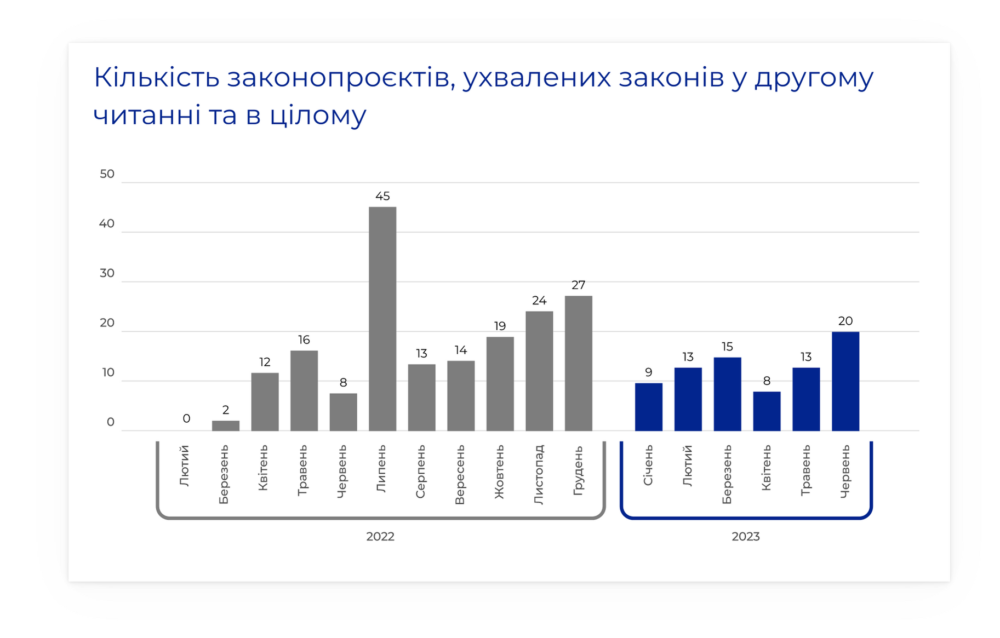 Кількість законопроєктів, ухвалених законів у другому
читанні та в цілому
50
40
30
20
10
0
0
2
12
16
8
45
13
14
19
24
27
9
13
15
8
13
20
Лютий
Березень
Квітень
Травень
Червень
Липень
Серпень
Вересень
Жовтень
Листопад
Грудень
Січень
Лютий
Березень
Квітень
Травень
Червень
2022
2023